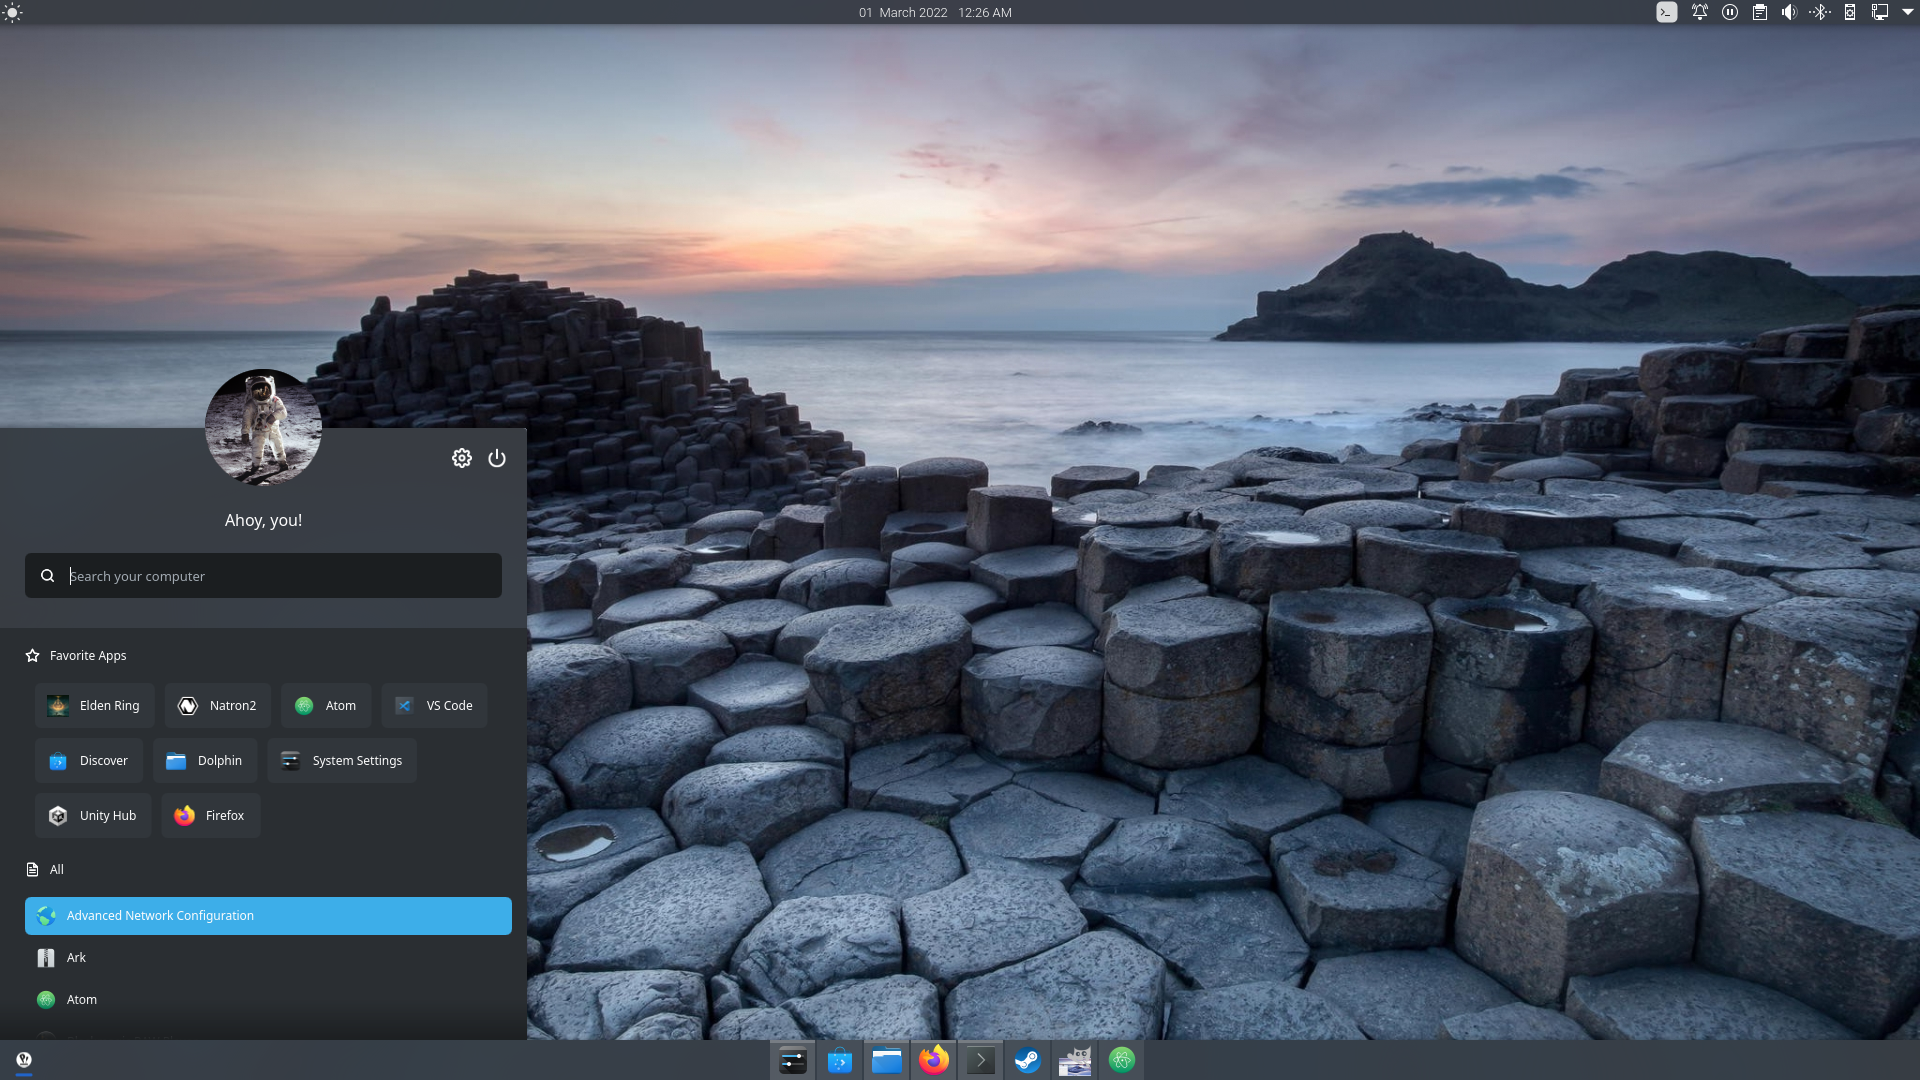 01 March 2022 12:26 AM
Ahoy, you!
Search your computer
Favorite Apps
Elden Ring
Natron2
Atom
VS Code
Discover
Dolphin
System Settings
Unity Hub
Firefox
All
Advanced Network Configuration
Ark
Atom